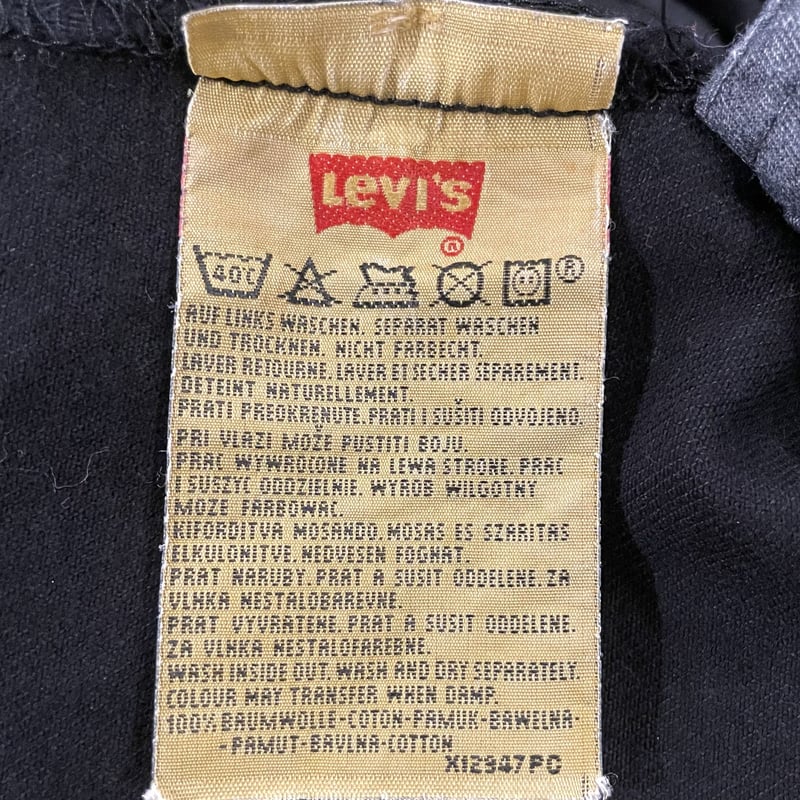 Levi's
®
40C ®
AUF LINKS WASCHEN. SEPARAT WASCHEN
UND TROCKNEN. NICHT FARBECHT.
LAVER RETOURNE. LAVER ET SECHER SEPAREMENT.
DETEINT NATURELLEMENT.
PRATI PREOKRENUTE. PRATI I SUŠITI ODVOJENO.
PRI VLAZI MOŽE PUSTITI BOJU.
PRAC WYWROCONE NA LEWA STRONE. PRAC
I SUSZYC ODDZIELNIE. WYROB WILGOTNY
MOZE FARBOWAC.
KIFORDITVA MOSANDO. MOSAS ES SZARITAS
ELKULONITVE. NEDVESEN FOGHAT.
PRAT NARUBY. PRAT A SUSIT ODDELENE. ZA
VLHKA NESTALOBAREVNE.
PRAT VYVRATENE. PRAT A SUSIT ODDELENE.
ZA VLHKA NESTALOFAREBNE.
WASH INSIDE OUT. WASH AND DRY SEPARATELY.
COLOUR MAY TRANSFER WHEN DAMP.
100% BAUMWOLLE-COTON-PAMUK-BAWELNA-
-PAMUT-BAVLNA-COTTON
X12947PC